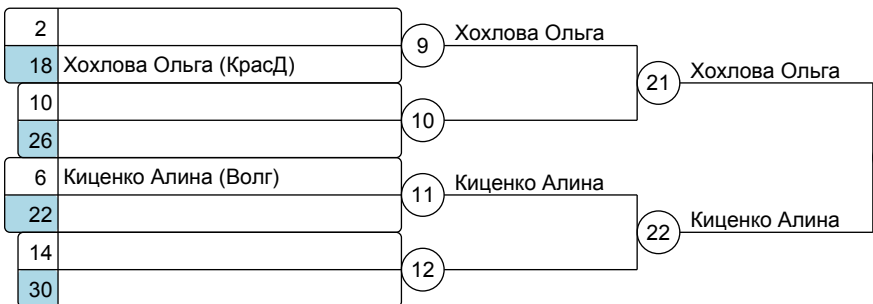 2
18 Хохлова Ольга (КрасД)
9 Хохлова Ольга
21 Хохлова Ольга
10
26
10
6 Киценко Алина (Волг)
22
11 Киценко Алина
22 Киценко Алина
14
30
12